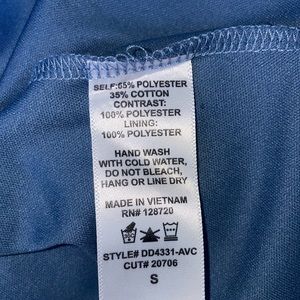 SELF:65% POLYESTER
35% COTTON
CONTRAST:
100% POLYESTER
LINING:
100% POLYESTER
HAND WASH
WITH COLD WATER,
DO NOT BLEACH,
HANG OR LINE DRY
MADE IN VIETNAM
RN# 128720
STYLE# DD4331-AVC
CUT# 20706
S